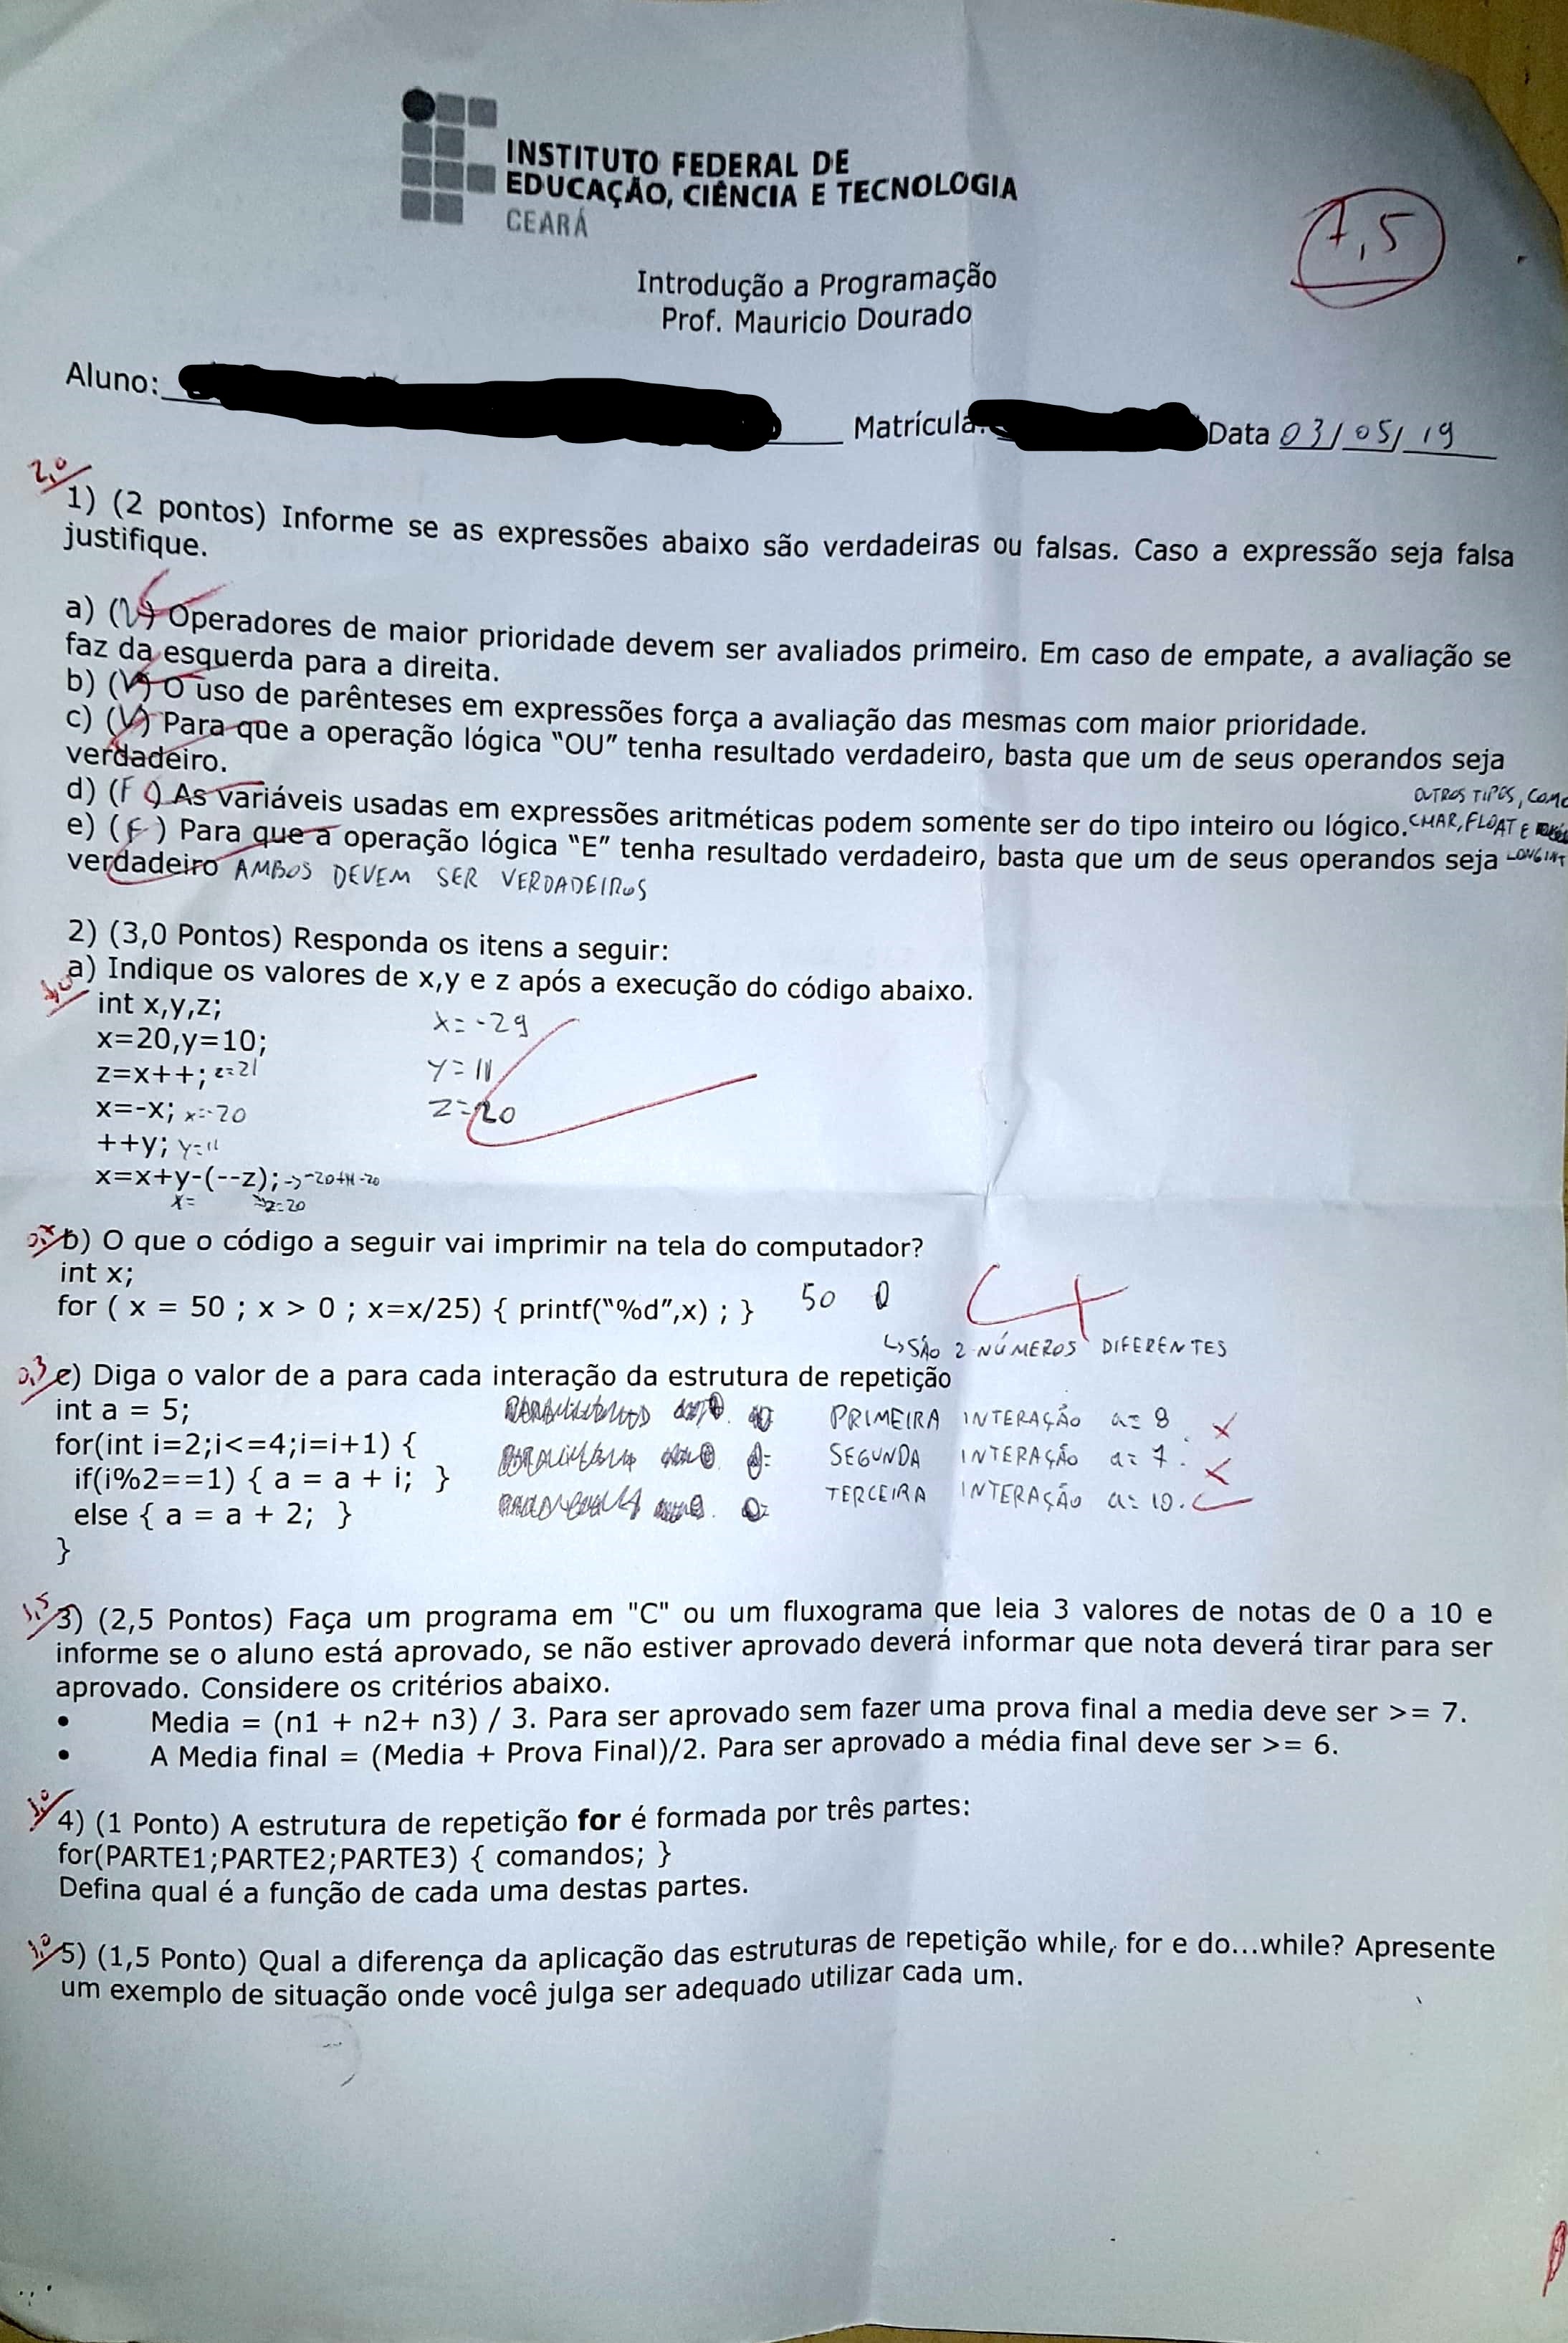 INSTITUTO FEDERAL DE
EDUCAÇÃO, CIÊNCIA E TECNOLOGIA
CEARÁ
7,5
Introdução a Programação
Prof. Mauricio Dourado
Aluno:
Matrícula:
Data 03/05/19
2,0
1) (2 pontos) Informe se as expressões abaixo são verdadeiras ou falsas. Caso a expressão seja falsa
justifique.
a) (V) Operadores de maior prioridade devem ser avaliados primeiro. Em caso de empate, a avaliação se
faz da esquerda para a direita.
b) (V) O uso de parênteses em expressões força a avaliação das mesmas com maior prioridade.
c) (V) Para que a operação lógica "OU" tenha resultado verdadeiro, basta que um de seus operandos seja
verdadeiro.
d) (F) As variáveis usadas em expressões aritméticas podem somente ser do tipo inteiro ou lógico. OUTROS TIPOS, COMO
CHAR, FLOAT E
LONG INT
e) (F) Para que a operação lógica "E" tenha resultado verdadeiro, basta que um de seus operandos seja
verdadeiro AMBOS DEVEM SER VERDADEIROS
2) (3,0 Pontos) Responda os itens a seguir:
1,0 a) Indique os valores de x,y e z após a execução do código abaixo.
int x,y,z;
x=20,y=10;
z=x++; z=21
x=-x; x=-20
++y; y=11
x=x+y-(--z); -> -20+11-20
x= z=20
x=-29
y=11
z=20
b) O que o código a seguir vai imprimir na tela do computador?
int x;
for ( x = 50 ; x > 0 ; x=x/25) { printf("%d",x) ; } 50 0
↳SÃO 2 NÚMEROS DIFERENTES
0,3 c) Diga o valor de a para cada interação da estrutura de repetição
int a = 5;
for(int i=2;i<=4;i=i+1) {
if(i%2==1) { a = a + i; }
else { a = a + 2; }
}
PRIMEIRA INTERAÇÃO a= 8.
SEGUNDA INTERAÇÃO a= 7.
TERCEIRA INTERAÇÃO a= 10.
1,5
3) (2,5 Pontos) Faça um programa em "C" ou um fluxograma que leia 3 valores de notas de 0 a 10 e
informe se o aluno está aprovado, se não estiver aprovado deverá informar que nota deverá tirar para ser
aprovado. Considere os critérios abaixo.
• Media = (n1 + n2+ n3) / 3. Para ser aprovado sem fazer uma prova final a media deve ser >= 7.
• A Media final = (Media + Prova Final)/2. Para ser aprovado a média final deve ser >= 6.
1,0
4) (1 Ponto) A estrutura de repetição for é formada por três partes:
for(PARTE1;PARTE2;PARTE3) { comandos; }
Defina qual é a função de cada uma destas partes.
1,0
5) (1,5 Ponto) Qual a diferença da aplicação das estruturas de repetição while, for e do...while? Apresente
um exemplo de situação onde você julga ser adequado utilizar cada um.